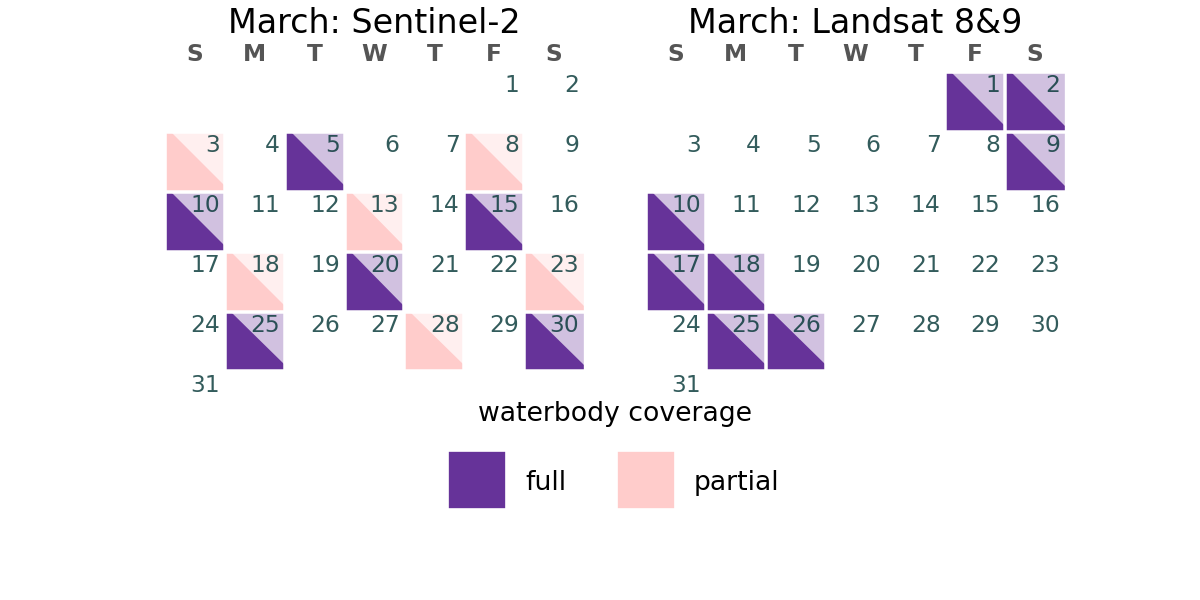 March: Sentinel-2
S M T W T F S
1 2
3 4 5 6 7 8 9
10 11 12 13 14 15 16
17 18 19 20 21 22 23
24 25 26 27 28 29 30
31
March: Landsat 8&9
S M T W T F S
1 2
3 4 5 6 7 8 9
10 11 12 13 14 15 16
17 18 19 20 21 22 23
24 25 26 27 28 29 30
31
waterbody coverage
full partial